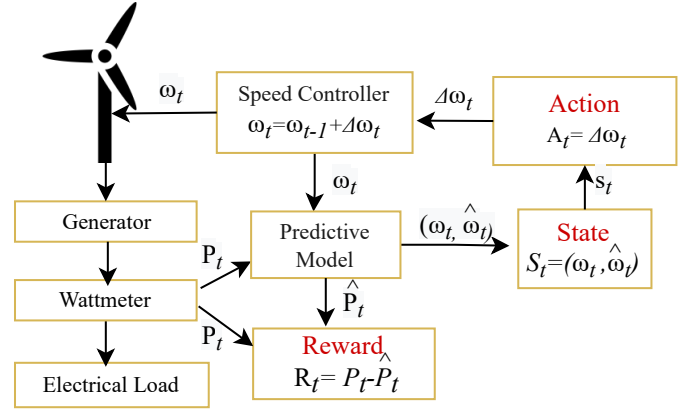 ωt
Speed Controller
ωt=ωt-1+Δωt
Δωt
Action
At= Δωt
ωt
st
Generator
Pt
Predictive
Model
(ωt, ω̂t)
State
St=(ωt,ω̂t)
Wattmeter
Pt
P̂t
Reward
Rt= Pt-P̂t
Electrical Load